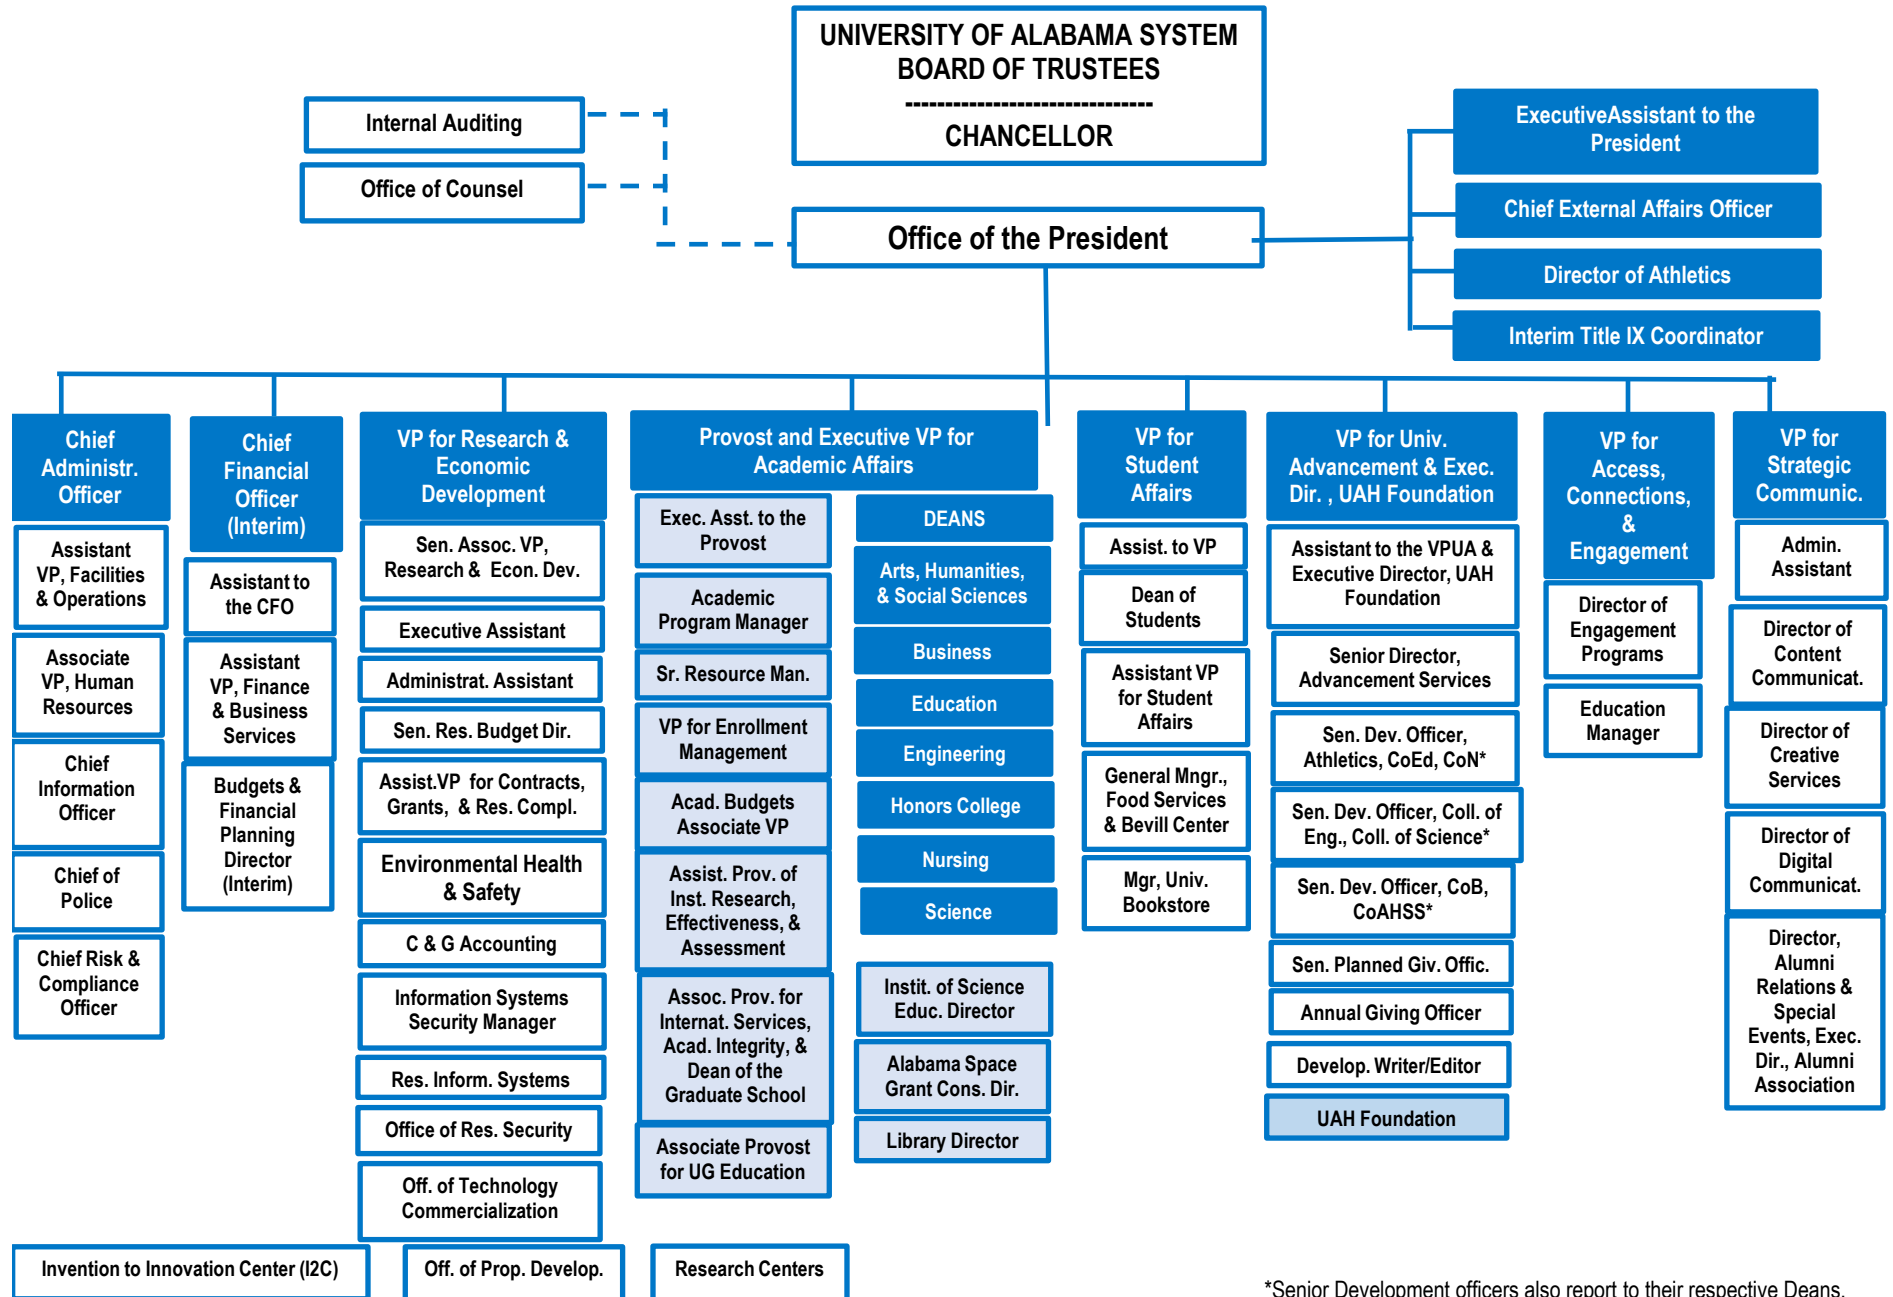 UNIVERSITY OF ALABAMA SYSTEM
BOARD OF TRUSTEES
-------------------------------
CHANCELLOR
Internal Auditing
Office of Counsel
Office of the President
ExecutiveAssistant to the
President
Chief External Affairs Officer
Director of Athletics
Interim Title IX Coordinator
Chief
Administr.
Officer
Assistant
VP, Facilities
& Operations
Associate
VP, Human
Resources
Chief
Information
Officer
Chief of
Police
Chief Risk &
Compliance
Officer
Chief
Financial
Officer
(Interim)
Assistant to
the CFO
Assistant
VP, Finance
& Business
Services
Budgets &
Financial
Planning
Director
(Interim)
VP for Research &
Economic
Development
Sen. Assoc. VP,
Research & Econ. Dev.
Executive Assistant
Administrat. Assistant
Sen. Res. Budget Dir.
Assist.VP for Contracts,
Grants, & Res. Compl.
Environmental Health
& Safety
C & G Accounting
Information Systems
Security Manager
Res. Inform. Systems
Office of Res. Security
Off. of Technology
Commercialization
Invention to Innovation Center (I2C)
Off. of Prop. Develop.
Research Centers
Provost and Executive VP for
Academic Affairs
Exec. Asst. to the
Provost
Academic
Program Manager
Sr. Resource Man.
VP for Enrollment
Management
Acad. Budgets
Associate VP
Assist. Prov. of
Inst. Research,
Effectiveness, &
Assessment
Assoc. Prov. for
Internat. Services,
Acad. Integrity, &
Dean of the
Graduate School
Associate Provost
for UG Education
DEANS
Arts, Humanities,
& Social Sciences
Business
Education
Engineering
Honors College
Nursing
Science
Instit. of Science
Educ. Director
Alabama Space
Grant Cons. Dir.
Library Director
VP for
Student
Affairs
Assist. to VP
Dean of
Students
Assistant VP
for Student
Affairs
General Mngr.,
Food Services
& Bevill Center
Mgr, Univ.
Bookstore
VP for Univ.
Advancement & Exec.
Dir. , UAH Foundation
Assistant to the VPUA &
Executive Director, UAH
Foundation
Senior Director,
Advancement Services
Sen. Dev. Officer,
Athletics, CoEd, CoN*
Sen. Dev. Officer, Coll. of
Eng., Coll. of Science*
Sen. Dev. Officer, CoB,
CoAHSS*
Sen. Planned Giv. Offic.
Annual Giving Officer
Develop. Writer/Editor
UAH Foundation
VP for
Access,
Connections,
&
Engagement
Director of
Engagement
Programs
Education
Manager
VP for
Strategic
Communic.
Admin.
Assistant
Director of
Content
Communicat.
Director of
Creative
Services
Director of
Digital
Communicat.
Director,
Alumni
Relations &
Special
Events, Exec.
Dir., Alumni
Association
*Senior Development officers also report to their respective Deans.